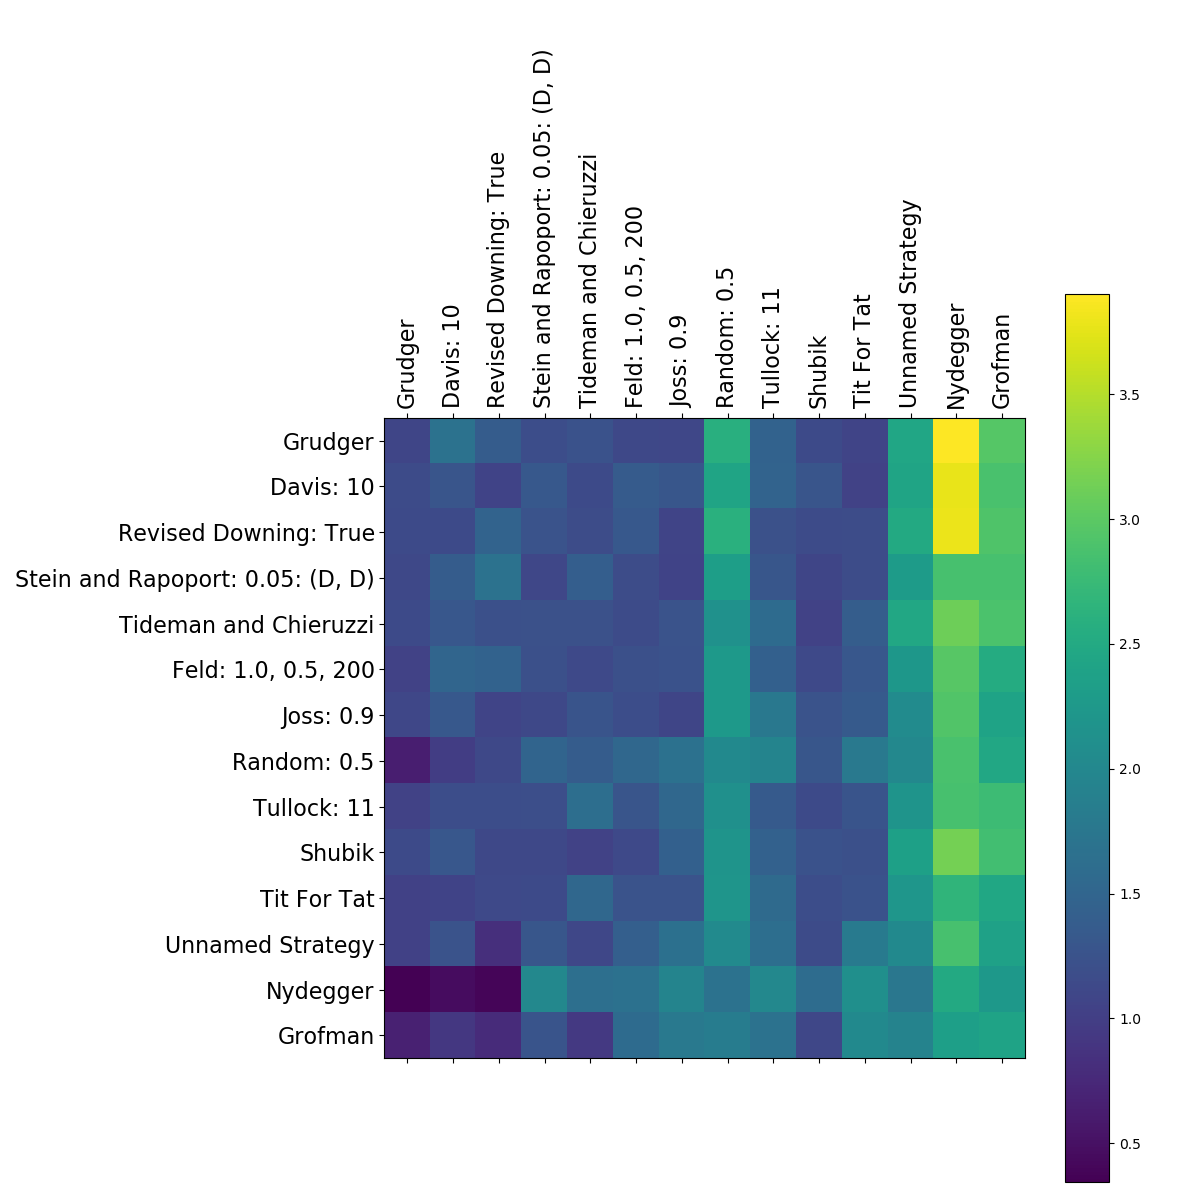 Grudger
Davis: 10
Revised Downing: True
Stein and Rapoport: 0.05: (D, D)
Tideman and Chieruzzi
Feld: 1.0, 0.5, 200
Joss: 0.9
Random: 0.5
Tullock: 11
Shubik
Tit For Tat
Unnamed Strategy
Nydegger
Grofman
Grudger
Davis: 10
Revised Downing: True
Stein and Rapoport: 0.05: (D, D)
Tideman and Chieruzzi
Feld: 1.0, 0.5, 200
Joss: 0.9
Random: 0.5
Tullock: 11
Shubik
Tit For Tat
Unnamed Strategy
Nydegger
Grofman
3.5
3.0
2.5
2.0
1.5
1.0
0.5